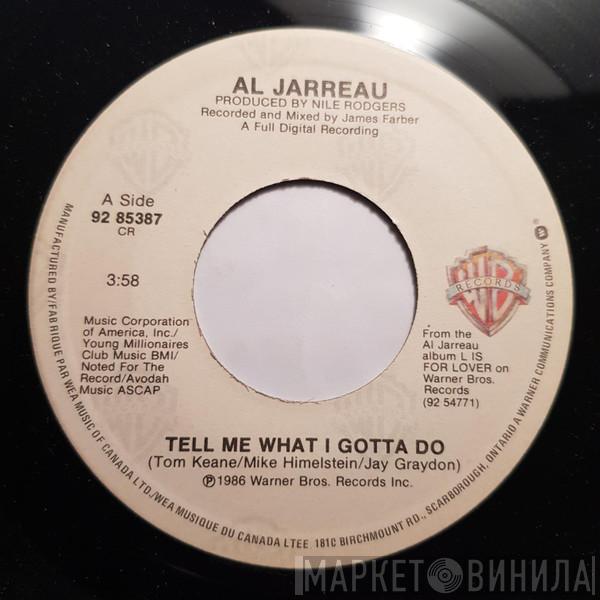 AL JARREAU
PRODUCED BY NILE RODGERS
Recorded and Mixed by James Farber
A Full Digital Recording
A Side
92 85387
CR
3:58
Music Corporation
of America, Inc./
Young Millionaires
Club Music BMI/
Noted For The
Record/Avodah
Music ASCAP
WB
RECORDS
From the
Al Jarreau
album L IS
FOR LOVER on
Warner Bros.
Records
(92 54771)
TELL ME WHAT I GOTTA DO
(Tom Keane/Mike Himelstein/Jay Graydon)
℗1986 Warner Bros. Records Inc.
MANUFACTURED BY/FAB RIQUE PAR WEA MUSIC OF CANADA LTD./WEA MUSIQUE DU CANADA LTEE 181C BIRCHMOUNT RD., SCARBOROUGH, ONTARIO A WARNER COMMUNICATIONS COMPANY W ®
МАРКЕТ ВИНИЛА